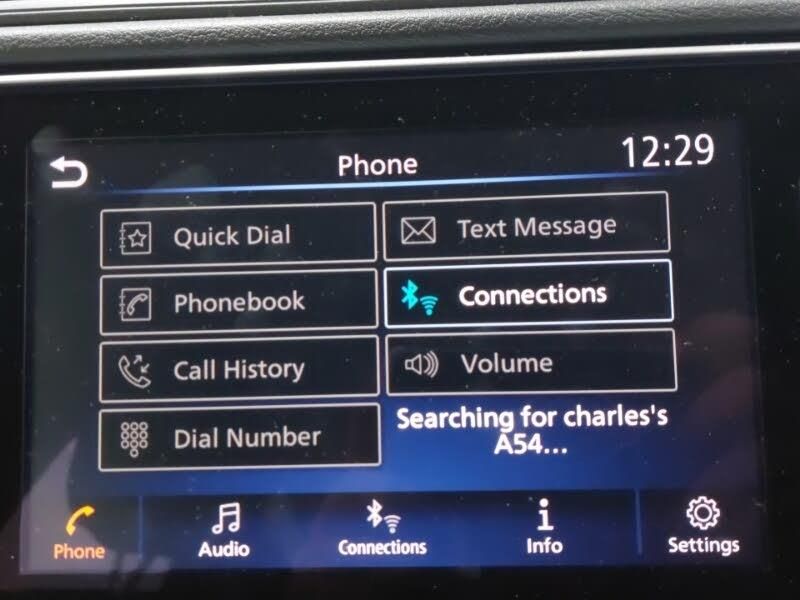 Phone
12:29
Quick Dial
Text Message
Phonebook
Connections
Call History
Volume
Dial Number
Searching for charles's
A54...
Phone
Audio
Connections
Info
Settings